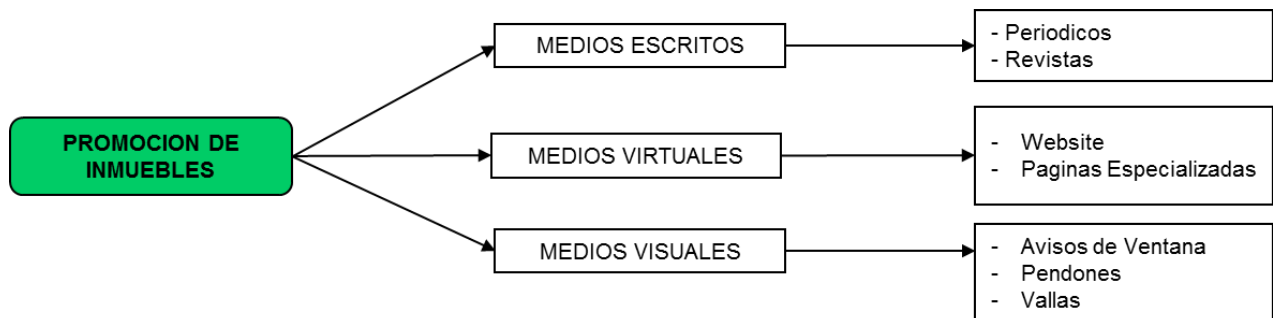 PROMOCION DE
INMUEBLES
MEDIOS ESCRITOS
- Periodicos
- Revistas
MEDIOS VIRTUALES
- Website
- Paginas Especializadas
MEDIOS VISUALES
- Avisos de Ventana
- Pendones
- Vallas